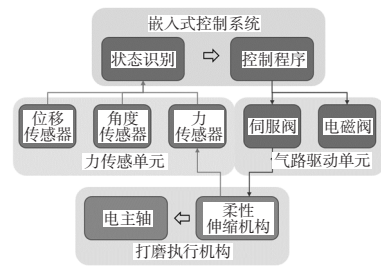 嵌入式控制系统
状态识别
控制程序
位移
传感器
角度
传感器
力
传感器
伺服阀
电磁阀
力传感单元
气路驱动单元
电主轴
柔性
伸缩机构
打磨执行机构